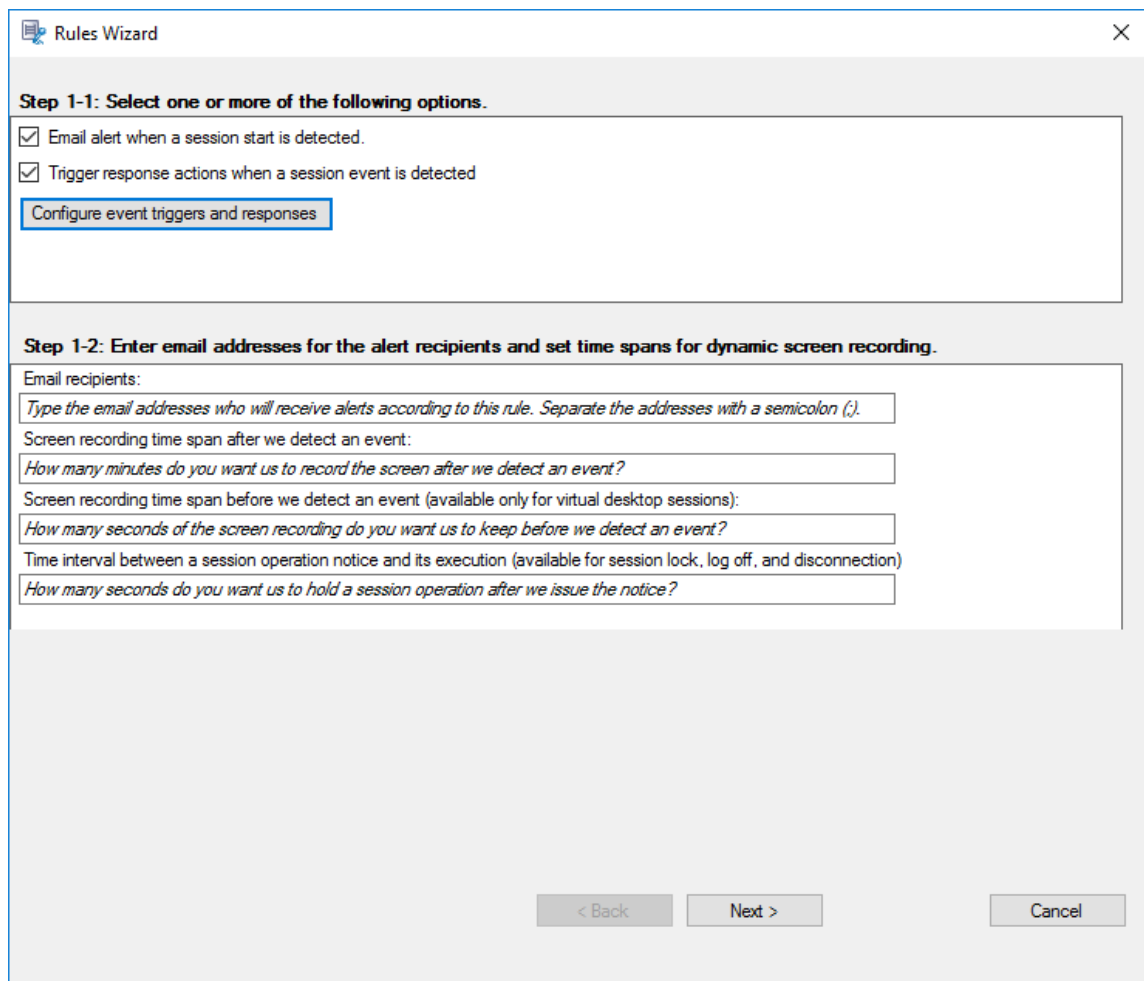 Rules Wizard
Step 1-1: Select one or more of the following options.
Email alert when a session start is detected.
Trigger response actions when a session event is detected
Configure event triggers and responses
Step 1-2: Enter email addresses for the alert recipients and set time spans for dynamic screen recording.
Email recipients:
Type the email addresses who will receive alerts according to this rule. Separate the addresses with a semicolon (;).
Screen recording time span after we detect an event:
How many minutes do you want us to record the screen after we detect an event?
Screen recording time span before we detect an event (available only for virtual desktop sessions):
How many seconds of the screen recording do you want us to keep before we detect an event?
Time interval between a session operation notice and its execution (available for session lock, log off, and disconnection)
How many seconds do you want us to hold a session operation after we issue the notice?
< Back Next > Cancel